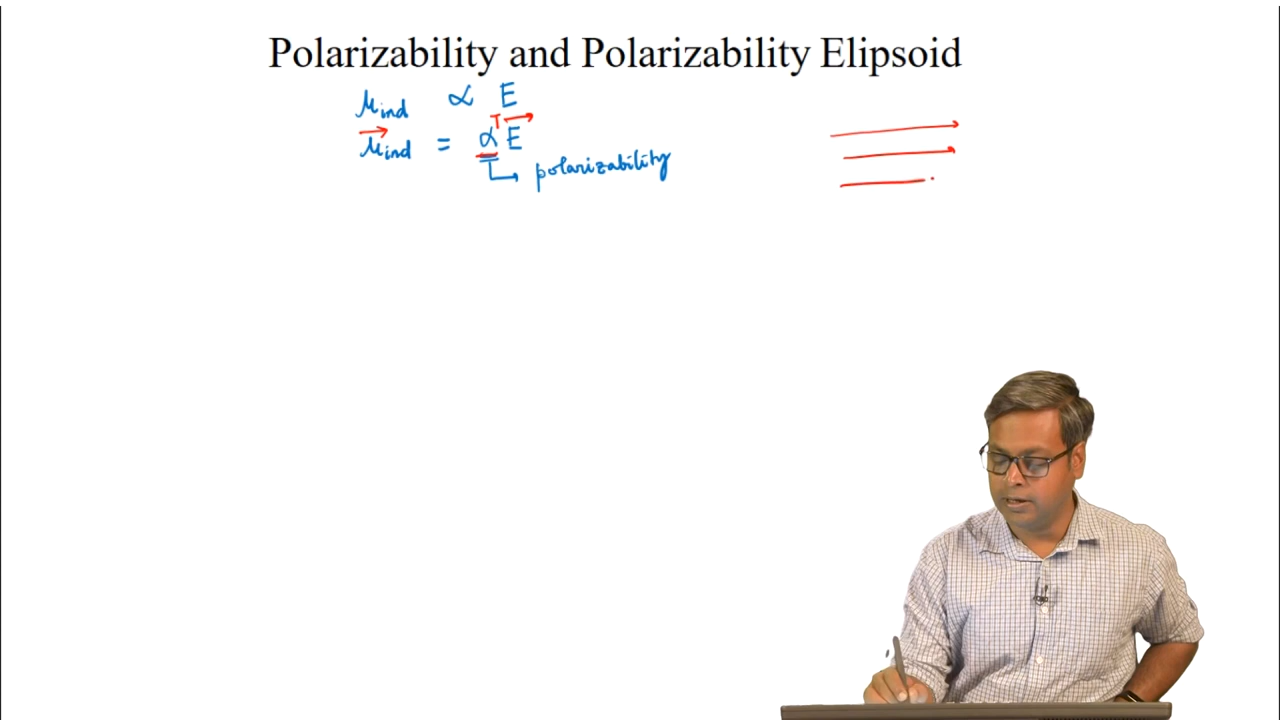 Polarizability and Polarizability Elipsoid
μind ∝ E
μind = α E
T
polarizability